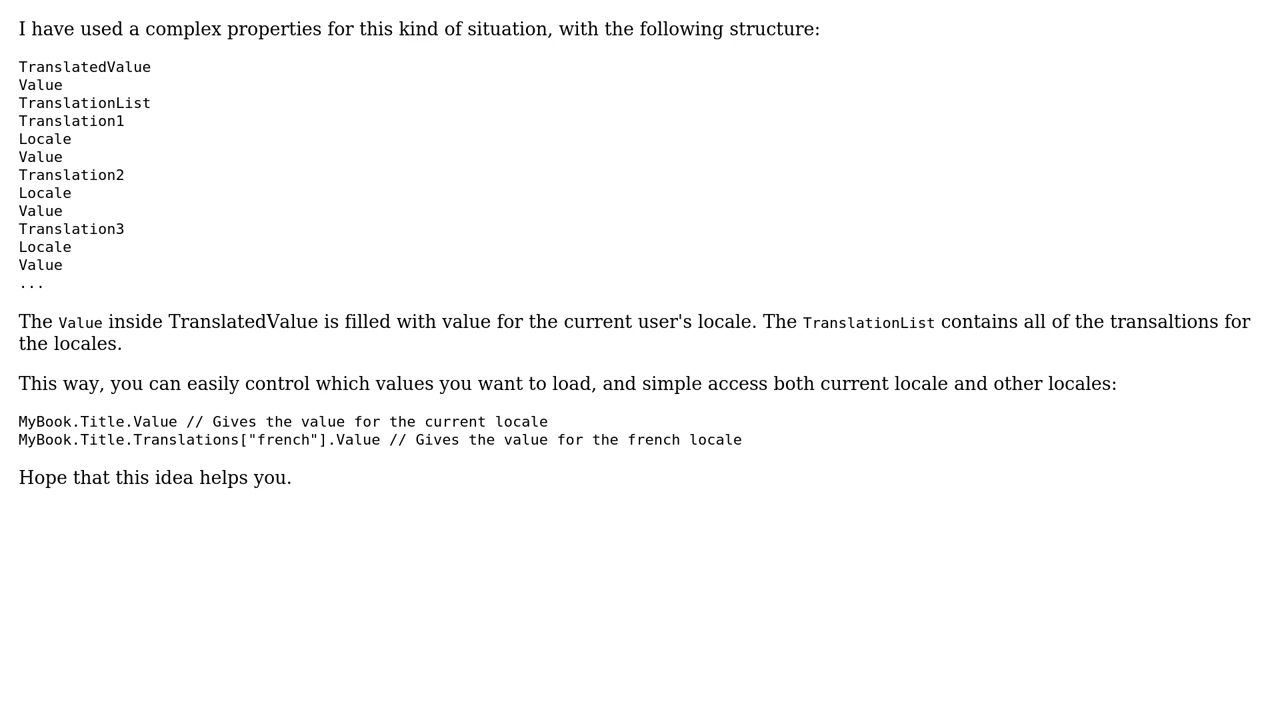 I have used a complex properties for this kind of situation, with the following structure:
TranslatedValue
Value
TranslationList
Translation1
Locale
Value
Translation2
Locale
Value
Translation3
Locale
Value
...
The Value inside TranslatedValue is filled with value for the current user's locale. The TranslationList contains all of the transaltions for
the locales.
This way, you can easily control which values you want to load, and simple access both current locale and other locales:
MyBook.Title.Value // Gives the value for the current locale
MyBook.Title.Translations["french"].Value // Gives the value for the french locale
Hope that this idea helps you.